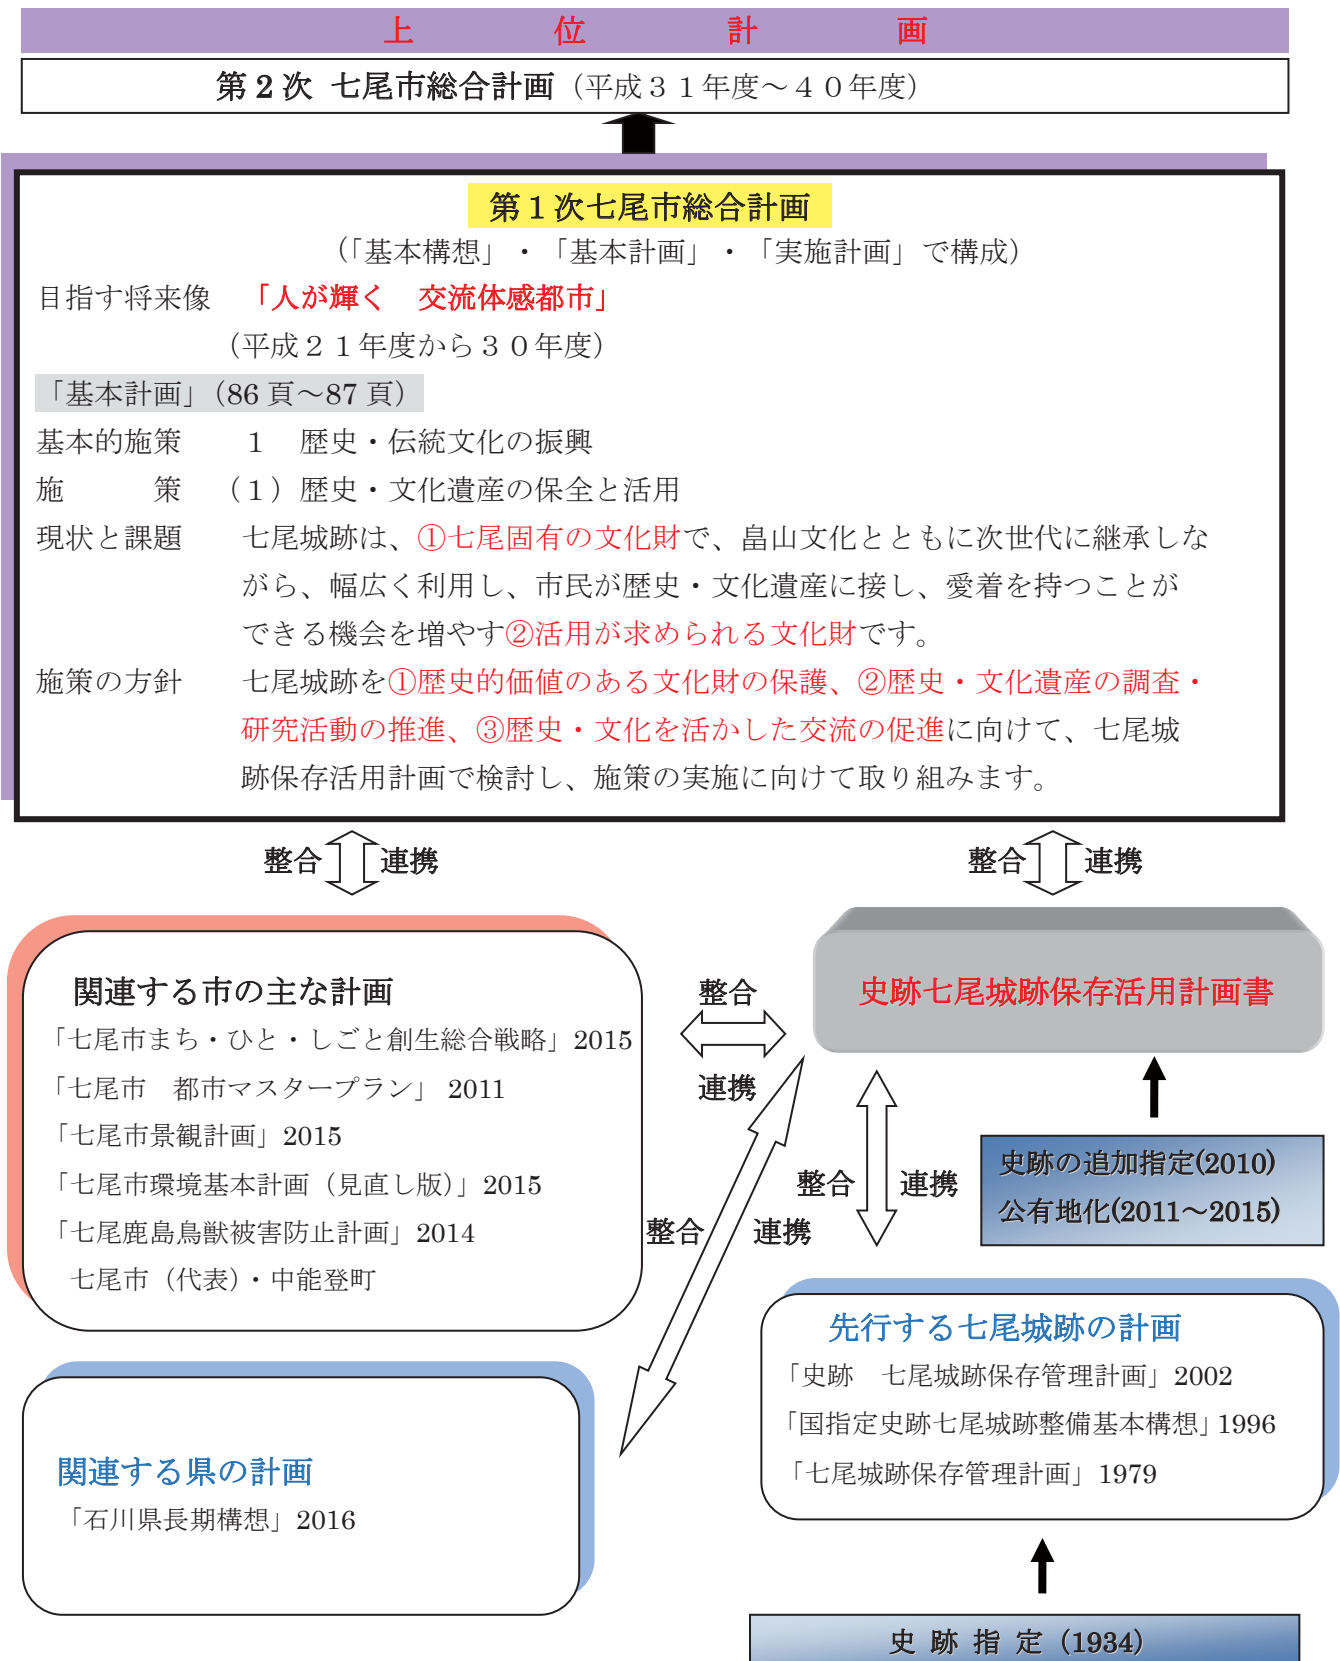 上　位　計　画
第２次 七尾市総合計画（平成３１年度～４０年度）
第１次七尾市総合計画
（「基本構想」・「基本計画」・「実施計画」で構成）
目指す将来像　「人が輝く　交流体感都市」
（平成２１年度から３０年度）
「基本計画」（86 頁～87 頁）
基本的施策　１　歴史・伝統文化の振興
施　策　（１）歴史・文化遺産の保全と活用
現状と課題　七尾城跡は、①七尾固有の文化財で、畠山文化とともに次世代に継承しな
がら、幅広く利用し、市民が歴史・文化遺産に接し、愛着を持つことが
できる機会を増やす②活用が求められる文化財です。
施策の方針　七尾城跡を①歴史的価値のある文化財の保護、②歴史・文化遺産の調査・
研究活動の推進、③歴史・文化を活かした交流の促進に向けて、七尾城
跡保存活用計画で検討し、施策の実施に向けて取り組みます。
整合　連携
整合　連携
関連する市の主な計画
「七尾市まち・ひと・しごと創生総合戦略」2015
「七尾市　都市マスタープラン」 2011
「七尾市景観計画」2015
「七尾市環境基本計画（見直し版）」2015
「七尾鹿島鳥獣被害防止計画」2014
七尾市（代表）・中能登町
整合
連携
史跡七尾城跡保存活用計画書
整合　連携
整合　連携
史跡の追加指定(2010)
公有地化(2011～2015)
先行する七尾城跡の計画
「史跡　七尾城跡保存管理計画」2002
「国指定史跡七尾城跡整備基本構想」1996
「七尾城跡保存管理計画」1979
関連する県の計画
「石川県長期構想」2016
史 跡 指 定 (1934)